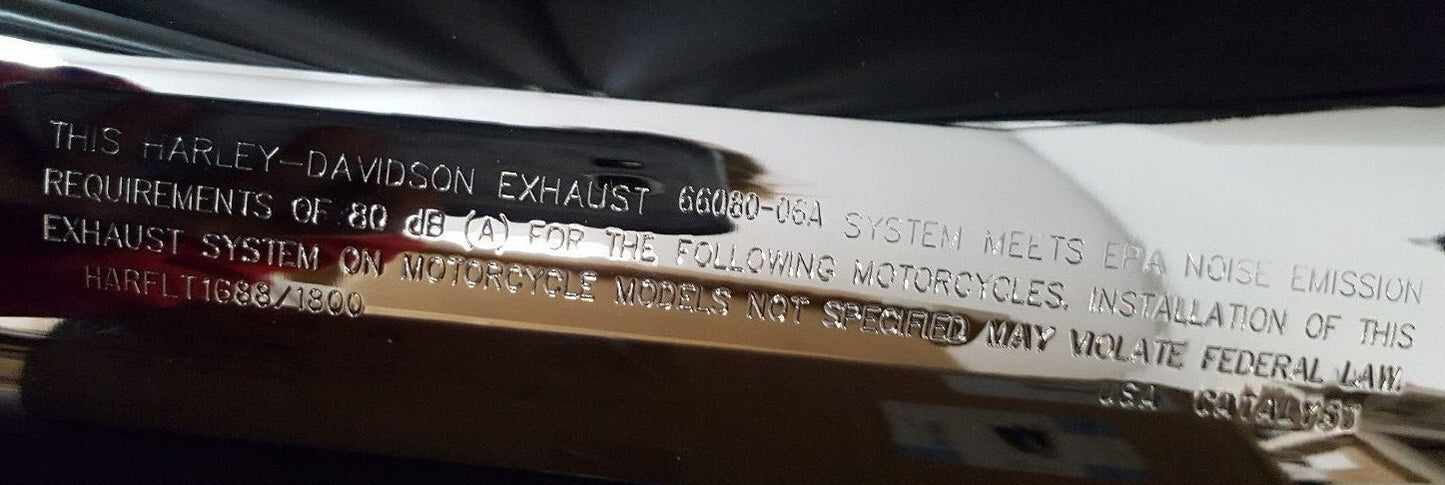 THIS HARLEY-DAVIDSON EXHAUST 66080-06A SYSTEM MEETS EPA NOISE EMISSION
REQUIREMENTS OF 80 dB (A) FOR THE FOLLOWING MOTORCYCLES. INSTALLATION OF THIS
EXHAUST SYSTEM ON MOTORCYCLE MODELS NOT SPECIFIED MAY VIOLATE FEDERAL LAW.
HARFLT1688/1800
USA CATALYST